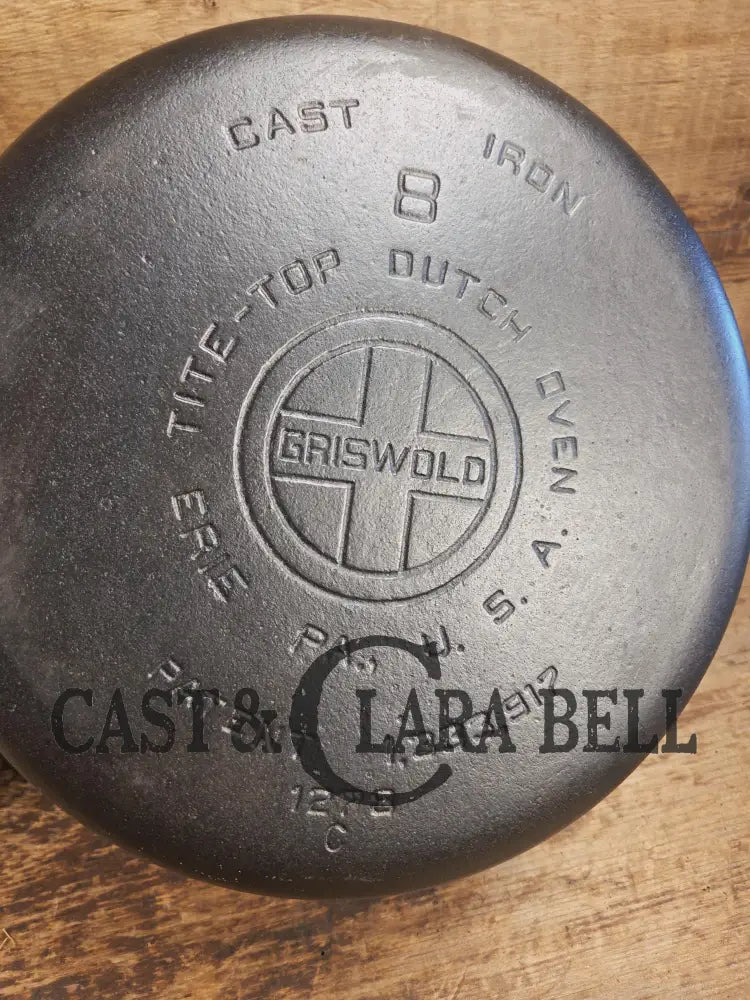 CAST IRON
8
TITE-TOP DUTCH OVEN
GRISWOLD
ERIE PA., U.S.A.
CAST & CLARA BELL
C